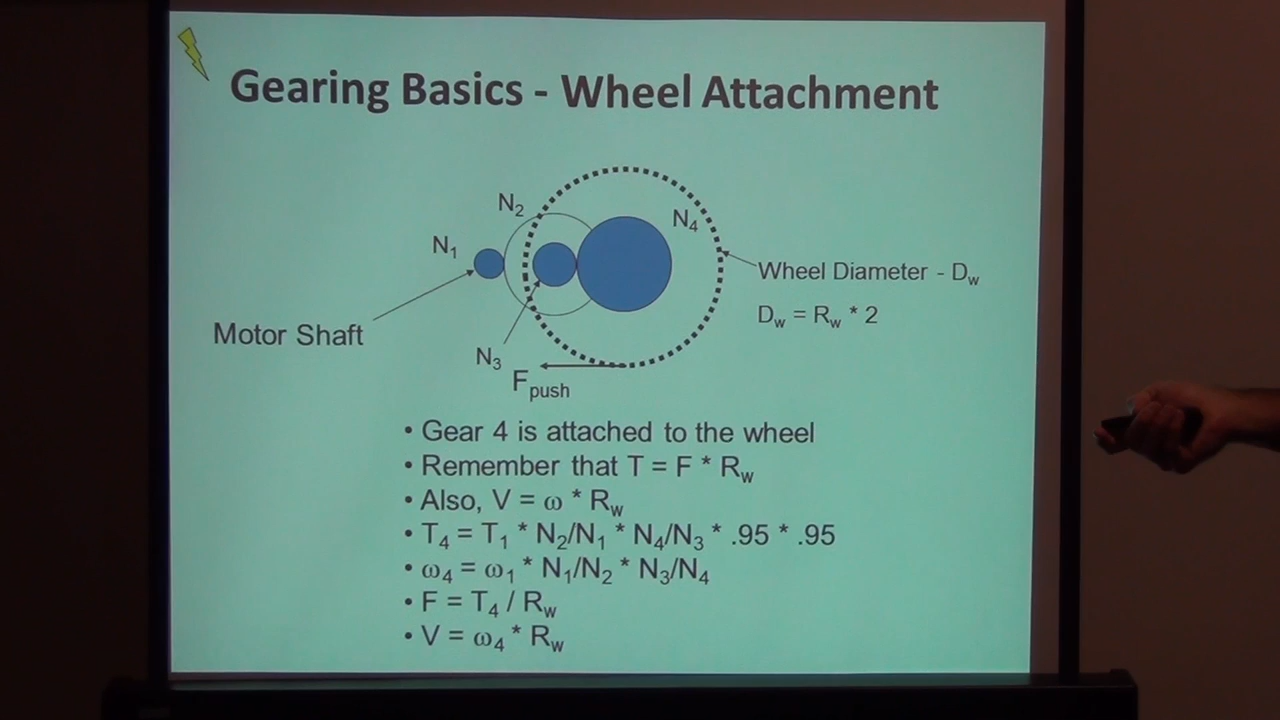 Gearing Basics - Wheel Attachment
N₂
N₄
N₁
Wheel Diameter - D_w
D_w = R_w * 2
Motor Shaft
N₃
F_push
• Gear 4 is attached to the wheel
• Remember that T = F * R_w
• Also, V = ω * R_w
• T₄ = T₁ * N₂/N₁ * N₄/N₃ * .95 * .95
• ω₄ = ω₁ * N₁/N₂ * N₃/N₄
• F = T₄ / R_w
• V = ω₄ * R_w